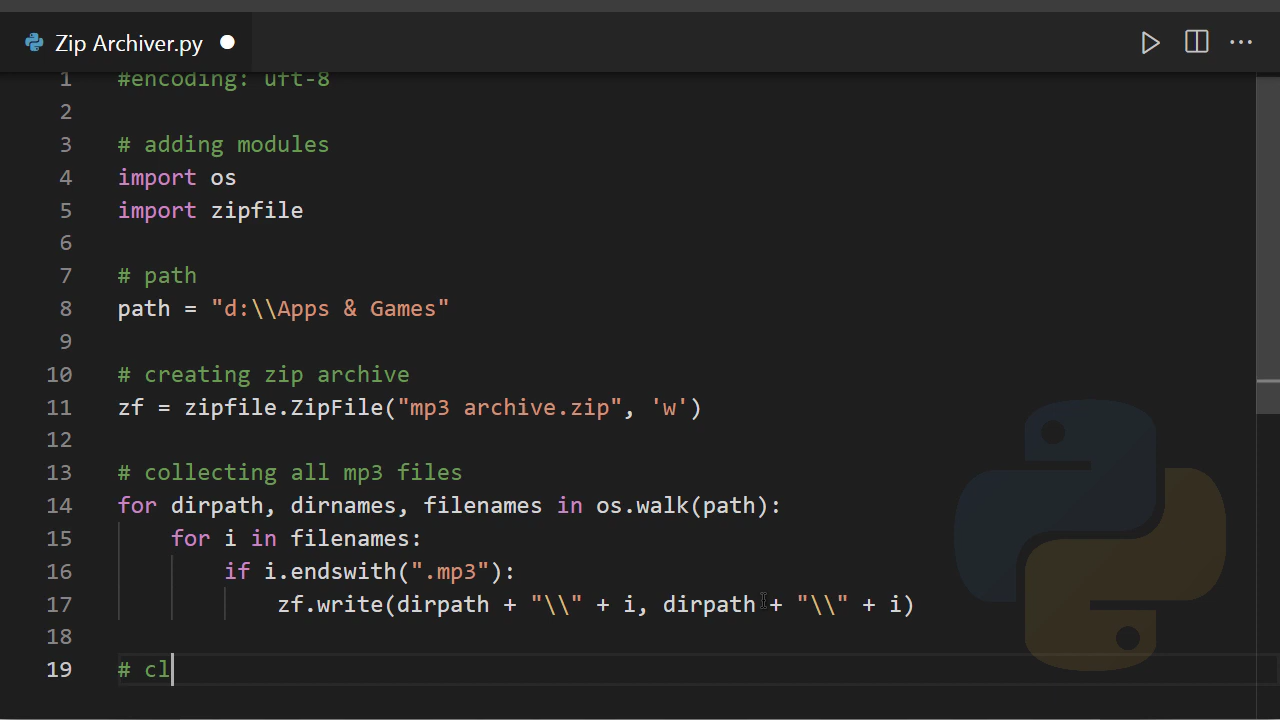 Zip Archiver.py
1 #encoding: uft-8
2
3 # adding modules
4 import os
5 import zipfile
6
7 # path
8 path = "d:\\Apps & Games"
9
10 # creating zip archive
11 zf = zipfile.ZipFile("mp3 archive.zip", 'w')
12
13 # collecting all mp3 files
14 for dirpath, dirnames, filenames in os.walk(path):
15     for i in filenames:
16         if i.endswith(".mp3"):
17             zf.write(dirpath + "\\" + i, dirpath + "\\" + i)
18
19 # cl